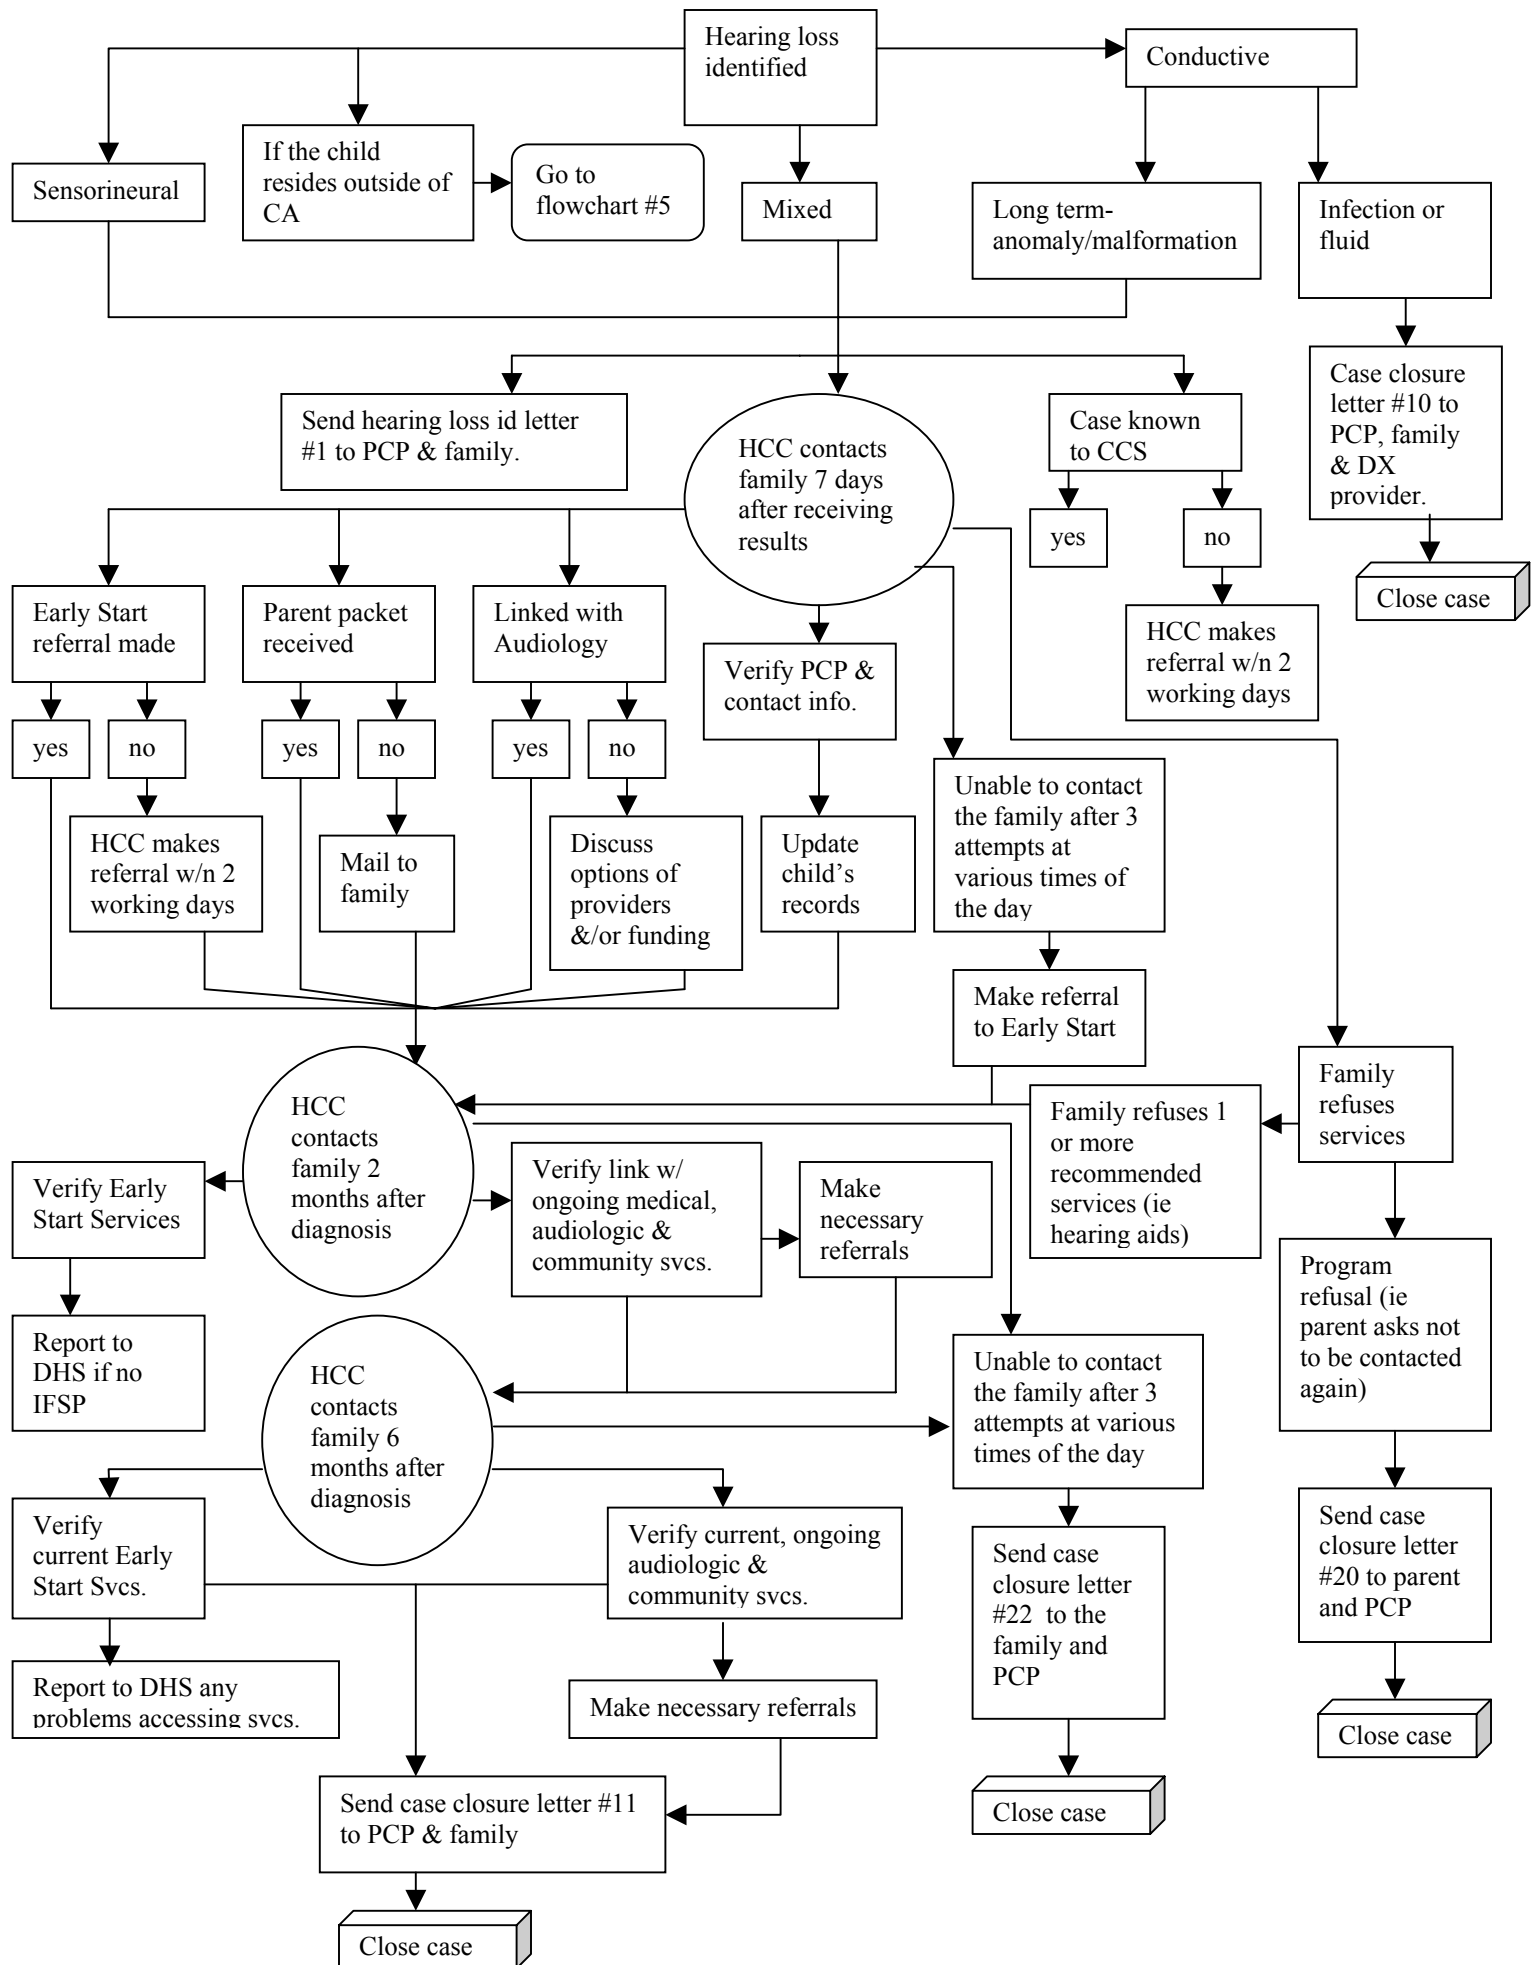 Hearing loss
identified
Conductive
If the child
resides outside of
CA
Go to
flowchart #5
Sensorineural
Mixed
Long term-
anomaly/malformation
Infection or
fluid
Send hearing loss id letter
#1 to PCP & family.
HCC contacts
family 7 days
after receiving
results
Case known
to CCS
Case closure
letter #10 to
PCP, family
& DX
provider.
yes
no
Close case
HCC makes
referral w/n 2
working days
Early Start
referral made
Parent packet
received
Linked with
Audiology
Verify PCP &
contact info.
yes
no
yes
no
yes
no
Unable to contact
the family after 3
attempts at
various times of
the day
HCC makes
referral w/n 2
working days
Mail to
family
Discuss
options of
providers
&/or funding
Update
child’s
records
Make referral
to Early Start
Family
refuses
services
Family refuses 1
or more
recommended
services (ie
hearing aids)
HCC
contacts
family 2
months after
diagnosis
Verify Early
Start Services
Verify link w/
ongoing medical,
audiologic &
community svcs.
Make
necessary
referrals
Program
refusal (ie
parent asks not
to be contacted
again)
Report to
DHS if no
IFSP
HCC
contacts
family 6
months after
diagnosis
Unable to contact
the family after 3
attempts at various
times of the day
Verify
current Early
Start Svcs.
Verify current, ongoing
audiologic &
community svcs.
Send case
closure letter
#22 to the
family and
PCP
Send case
closure letter
#20 to parent
and PCP
Report to DHS any
problems accessing svcs.
Make necessary referrals
Close case
Send case closure letter #11
to PCP & family
Close case
Close case